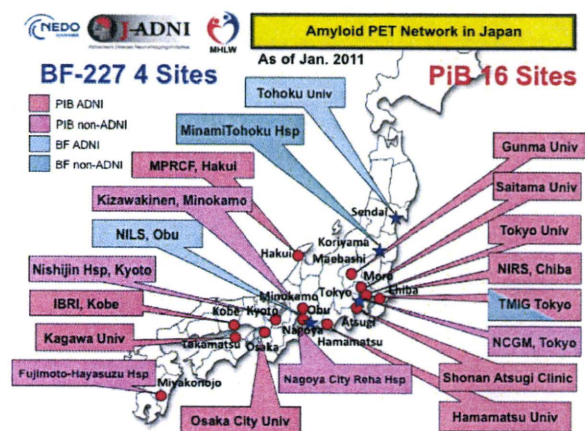 NEDO
J-ADNI
MHLW
Amyloid PET Network in Japan
As of Jan. 2011
BF-227 4 Sites
PiB 16 Sites
PIB ADNI
PIB non-ADNI
BF ADNI
BF non-ADNI
Tohoku Univ
MinamiTohoku Hsp
MPRCF, Hakui
Kizawakinen, Minokamo
NILS, Obu
Nishijin Hsp, Kyoto
IBRI, Kobe
Kagawa Univ
Fujimoto-Hayasuzu Hsp
Osaka City Univ
Nagoya City Reha Hsp
Gunma Univ
Saitama Univ
Tokyo Univ
NIRS, Chiba
TMIG Tokyo
NCGM, Tokyo
Shonan Atsugi Clinic
Hamamatsu Univ
Sendai
Koriyama
Maebashi
Hakui
Moro
Tokyo
Chiba
Minokamo
Kobe
Kyoto
Obu
Atsugi
Nagoya
Takamatsu
Osaka
Hamamatsu
Miyakonojo